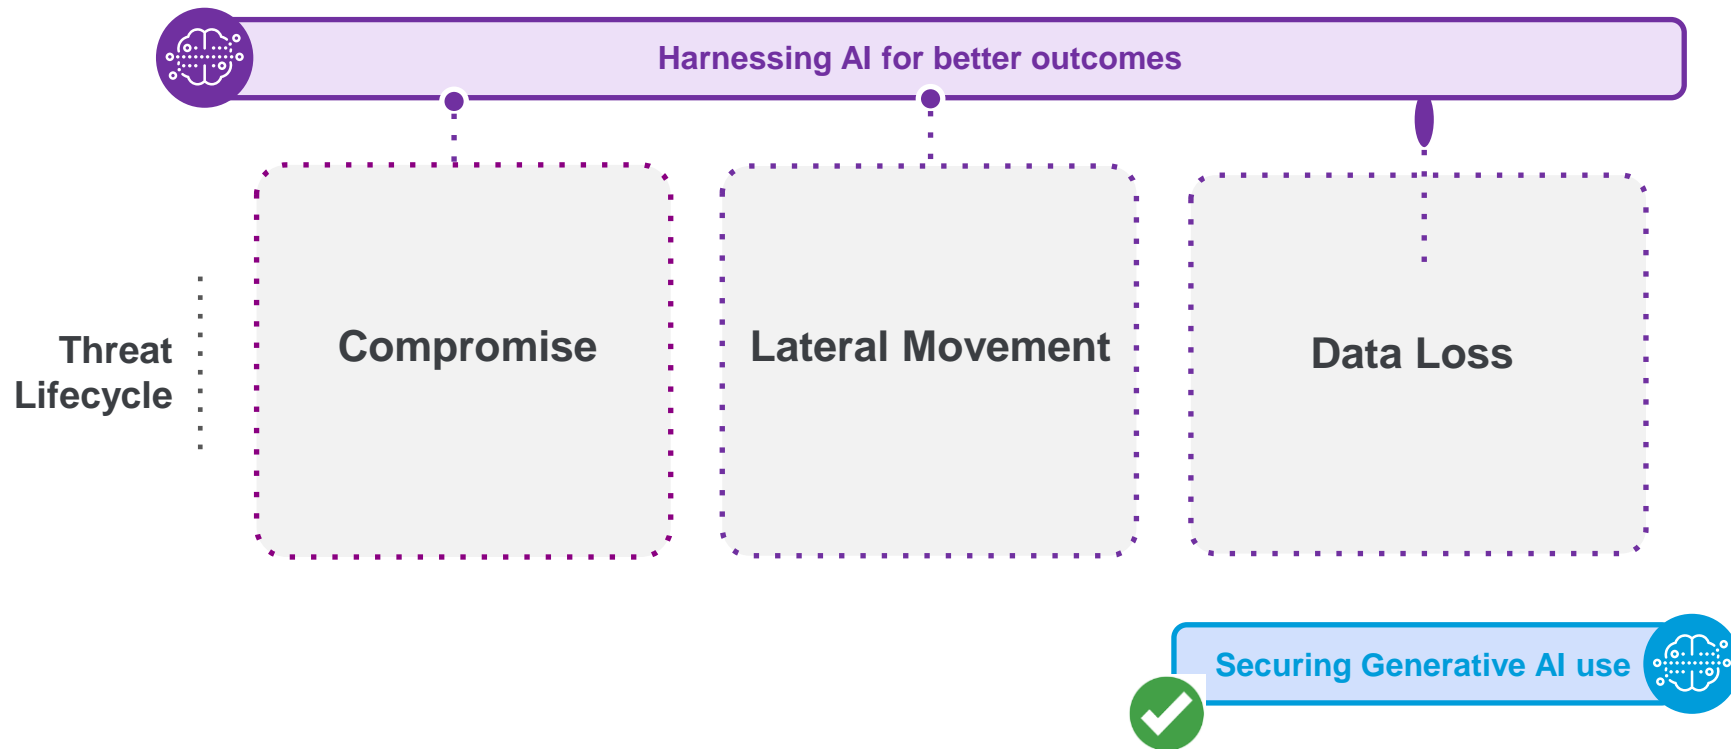 Harnessing AI for better outcomes
Threat
Lifecycle
Compromise
Lateral Movement
Data Loss
Securing Generative AI use